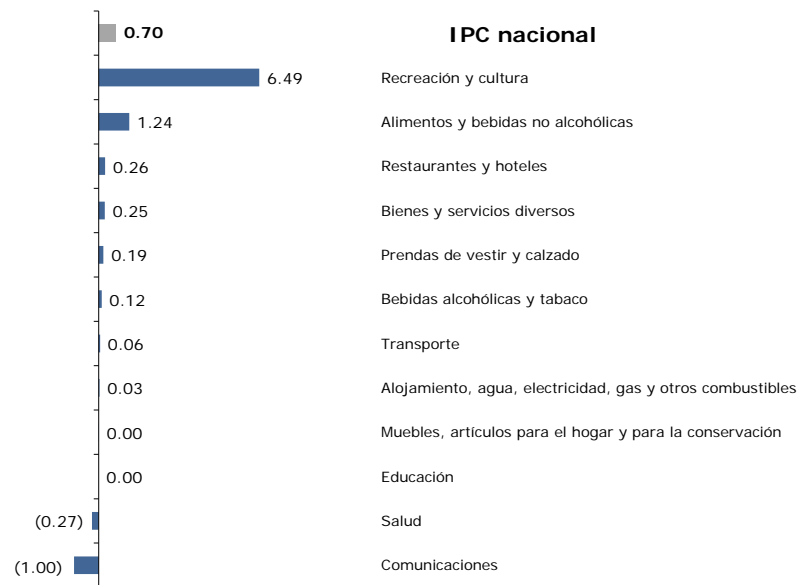 0.70 IPC nacional
6.49 Recreación y cultura
1.24 Alimentos y bebidas no alcohólicas
0.26 Restaurantes y hoteles
0.25 Bienes y servicios diversos
0.19 Prendas de vestir y calzado
0.12 Bebidas alcohólicas y tabaco
0.06 Transporte
0.03 Alojamiento, agua, electricidad, gas y otros combustibles
0.00 Muebles, artículos para el hogar y para la conservación
0.00 Educación
(0.27) Salud
(1.00) Comunicaciones